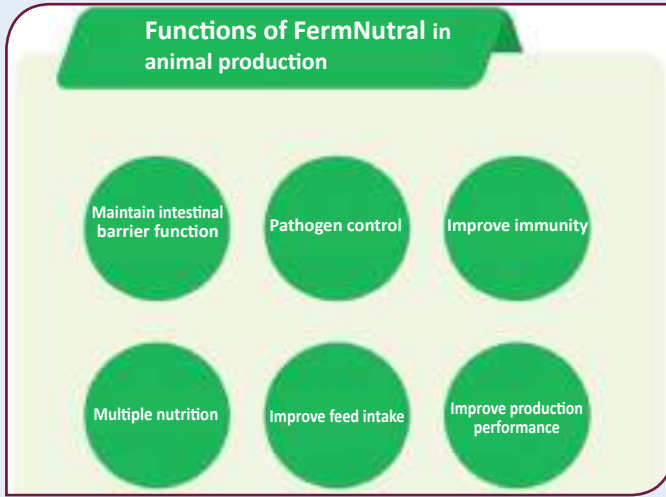 Functions of FermNutral in
animal production
Maintain intestinal
barrier function
Pathogen control
Improve immunity
Multiple nutrition
Improve feed intake
Improve production
performance